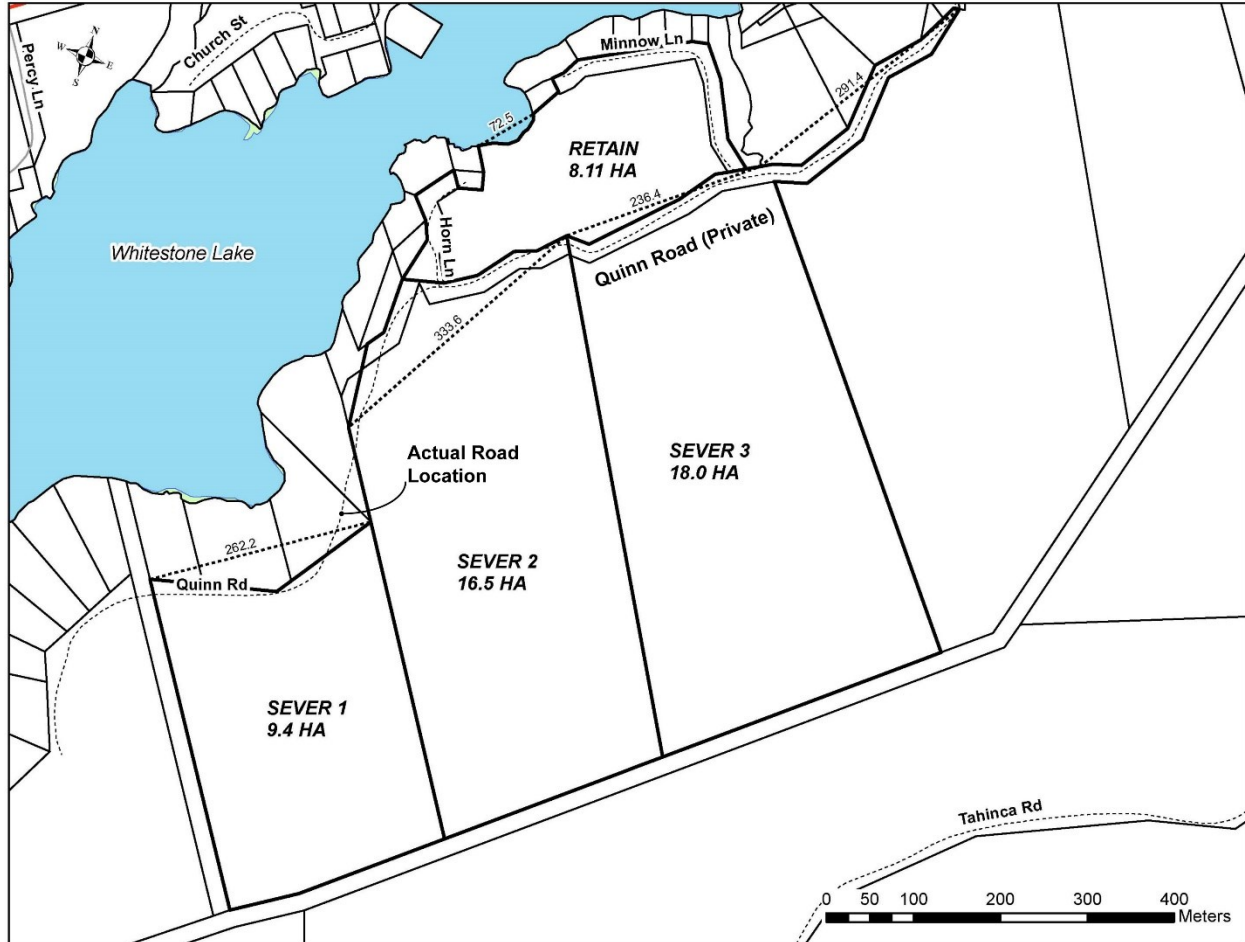 Church St
Percy Ln
N
W
E
S
Minnow Ln
291.4
72.5
RETAIN
8.11 HA
236.4
Horn Ln
Quinn Road (Private)
Whitestone Lake
333.6
Actual Road
Location
SEVER 3
18.0 HA
262.2
Quinn Rd
SEVER 2
16.5 HA
SEVER 1
9.4 HA
Tahinca Rd
0 50 100 200 300 400
Meters